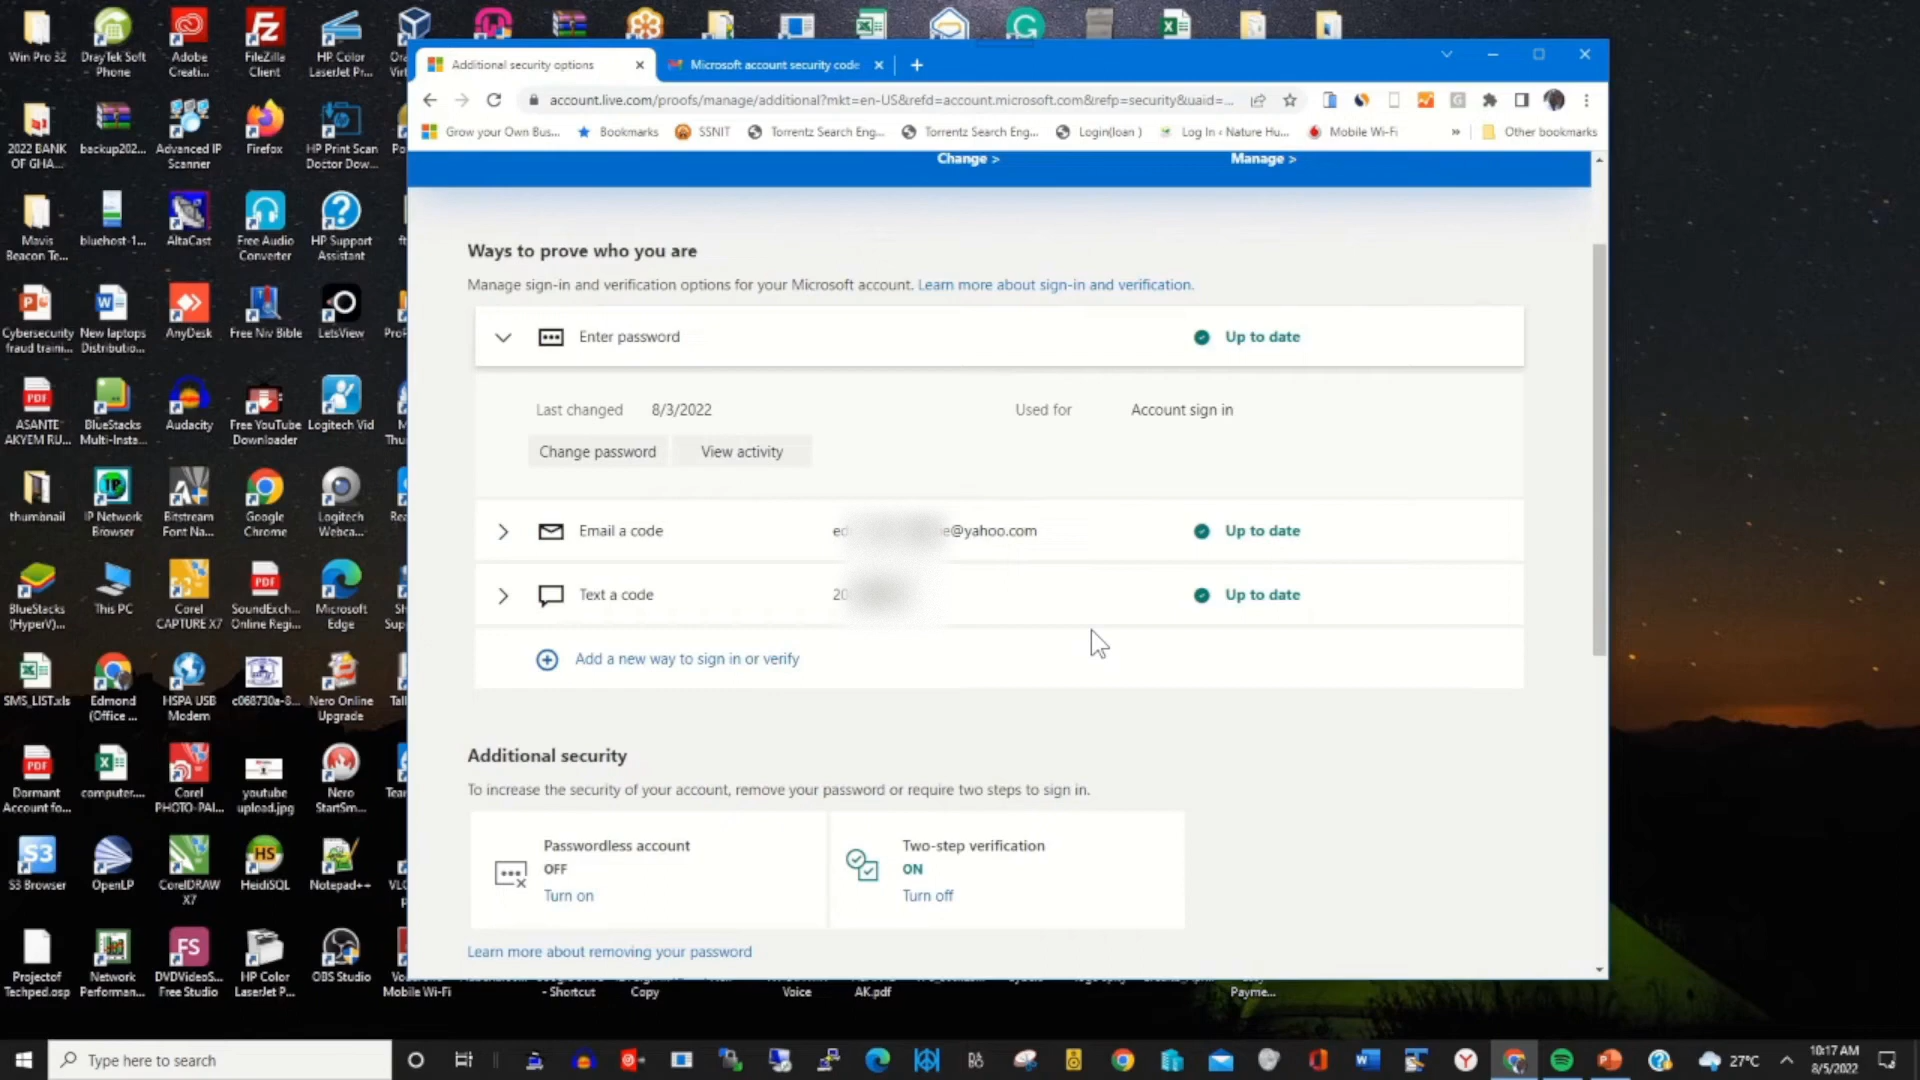 Win Pro 32
DrayTek Soft Phone
Adobe Creati...
FileZilla Client
HP Color LaserJet Pr...
2022 BANK OF GHA...
backup202...
Advanced IP Scanner
Firefox
HP Print Scan Doctor Dow...
Mavis Beacon Te...
bluehost-1...
AltaCast
Free Audio Converter
HP Support Assistant
Cybersecurity fraud traini...
New laptops Distributio...
AnyDesk
Free Niv Bible
LetsView
ASANTE AKYEM RU...
BlueStacks Multi-Insta...
Audacity
Free YouTube Downloader
Logitech Vid
thumbnail
IP Network Browser
Bitstream Font Na...
Google Chrome
Logitech Webca...
BlueStacks (HyperV)...
This PC
Corel CAPTURE X7
SoundExch... Online Regi...
Microsoft Edge
SMS_LIST.xls
Edmond (Office ...
HSPA USB Modem
c068730a-8...
Nero Online Upgrade
Dormant Account fo...
computer....
Corel PHOTO-PAI...
youtube upload.jpg
Nero StartSm...
S3 Browser
OpenLP
CorelDRAW X7
HeidiSQL
Notepad++
Projectof Techped.osp
Network Performan...
DVDVideoS... Free Studio
HP Color LaserJet P...
OBS Studio
Mobile Wi-Fi
- Shortcut
Copy
Voice
AK.pdf
Payme...
Additional security options
Microsoft account security code
account.live.com/proofs/manage/additional?mkt=en-US&refd=account.microsoft.com&refp=security&uaid=...
Grow your Own Bus...
Bookmarks
SSNIT
Torrentz Search Eng...
Torrentz Search Eng...
Login(loan )
Log In ‹ Nature Hu...
Mobile Wi-Fi
»
Other bookmarks
Change >
Manage >
Ways to prove who you are
Manage sign-in and verification options for your Microsoft account. Learn more about sign-in and verification.
Enter password
Up to date
Last changed 8/3/2022
Used for Account sign in
Change password
View activity
Email a code
e@yahoo.com
Up to date
Text a code
20
Up to date
Add a new way to sign in or verify
Additional security
To increase the security of your account, remove your password or require two steps to sign in.
Passwordless account
OFF
Turn on
Two-step verification
ON
Turn off
Learn more about removing your password
Type here to search
27°C
10:17 AM
8/5/2022